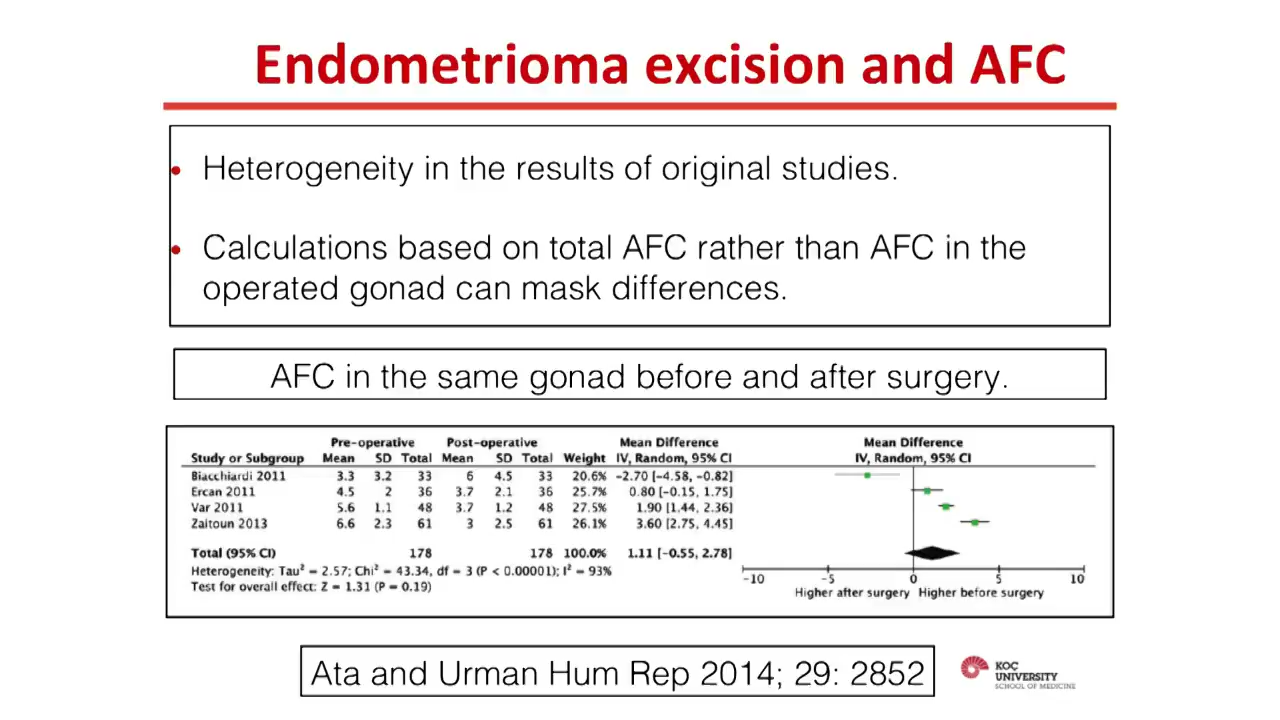 Endometrioma excision and AFC
• Heterogeneity in the results of original studies.
• Calculations based on total AFC rather than AFC in the
operated gonad can mask differences.
AFC in the same gonad before and after surgery.
Pre-operative Post-operative Mean Difference Mean Difference
Study or Subgroup Mean SD Total Mean SD Total Weight IV, Random, 95% CI IV, Random, 95% CI
Biacchiardi 2011 3.3 3.2 33 6 4.5 33 20.6% -2.70 [-4.58, -0.82]
Ercan 2011 4.5 2 36 3.7 2.1 36 25.7% 0.80 [-0.15, 1.75]
Var 2011 5.6 1.1 48 3.7 1.2 48 27.5% 1.90 [1.44, 2.36]
Zaitoun 2013 6.6 2.3 61 3 2.5 61 26.1% 3.60 [2.75, 4.45]
Total (95% CI) 178 178 100.0% 1.11 [-0.55, 2.78]
Heterogeneity: Tau² = 2.57; Chi² = 43.34, df = 3 (P < 0.00001); I² = 93%
Test for overall effect: Z = 1.31 (P = 0.19)
-10 -5 0 5 10
Higher after surgery Higher before surgery
Ata and Urman Hum Rep 2014; 29: 2852
KOÇ
UNIVERSITY
SCHOOL OF MEDICINE